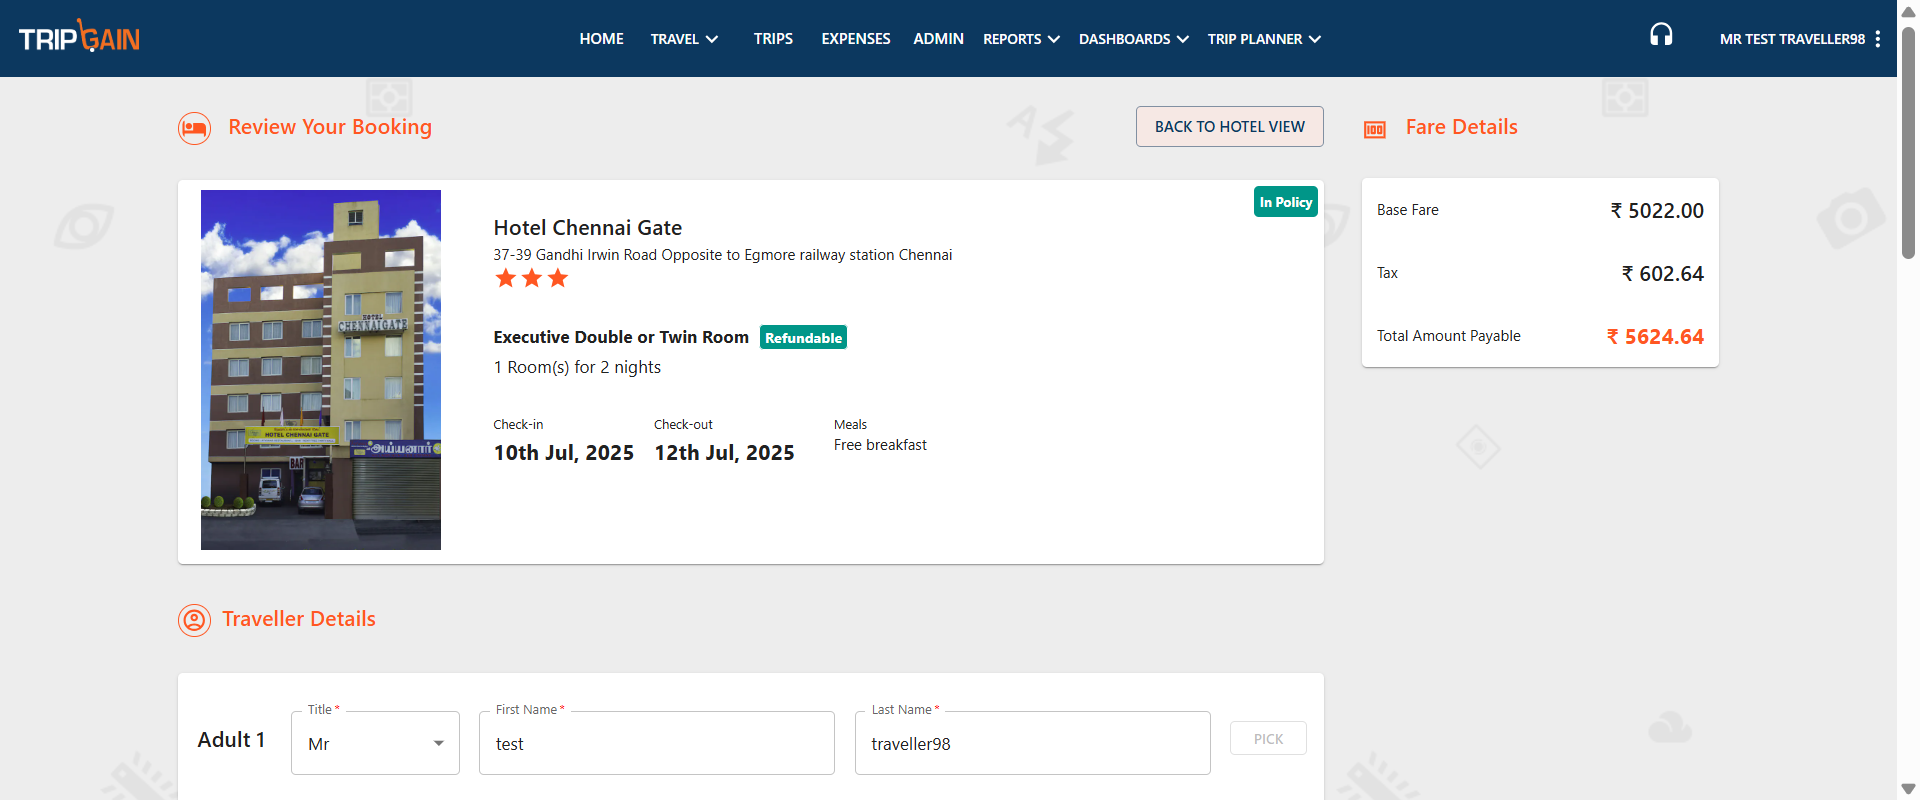 TRIPGAIN
HOME TRAVEL TRIPS EXPENSES ADMIN REPORTS DASHBOARDS TRIP PLANNER
MR TEST TRAVELLER98
Review Your Booking
BACK TO HOTEL VIEW
Fare Details
In Policy
Hotel Chennai Gate
37-39 Gandhi Irwin Road Opposite to Egmore railway station Chennai
Executive Double or Twin Room Refundable
1 Room(s) for 2 nights
Check-in Check-out Meals
10th Jul, 2025 12th Jul, 2025 Free breakfast
HOTEL
CHENNAI GATE
HOTEL CHENNAI GATE
BAR
Base Fare ₹ 5022.00
Tax ₹ 602.64
Total Amount Payable ₹ 5624.64
Traveller Details
Adult 1
Title *
Mr
First Name *
test
Last Name *
traveller98
PICK